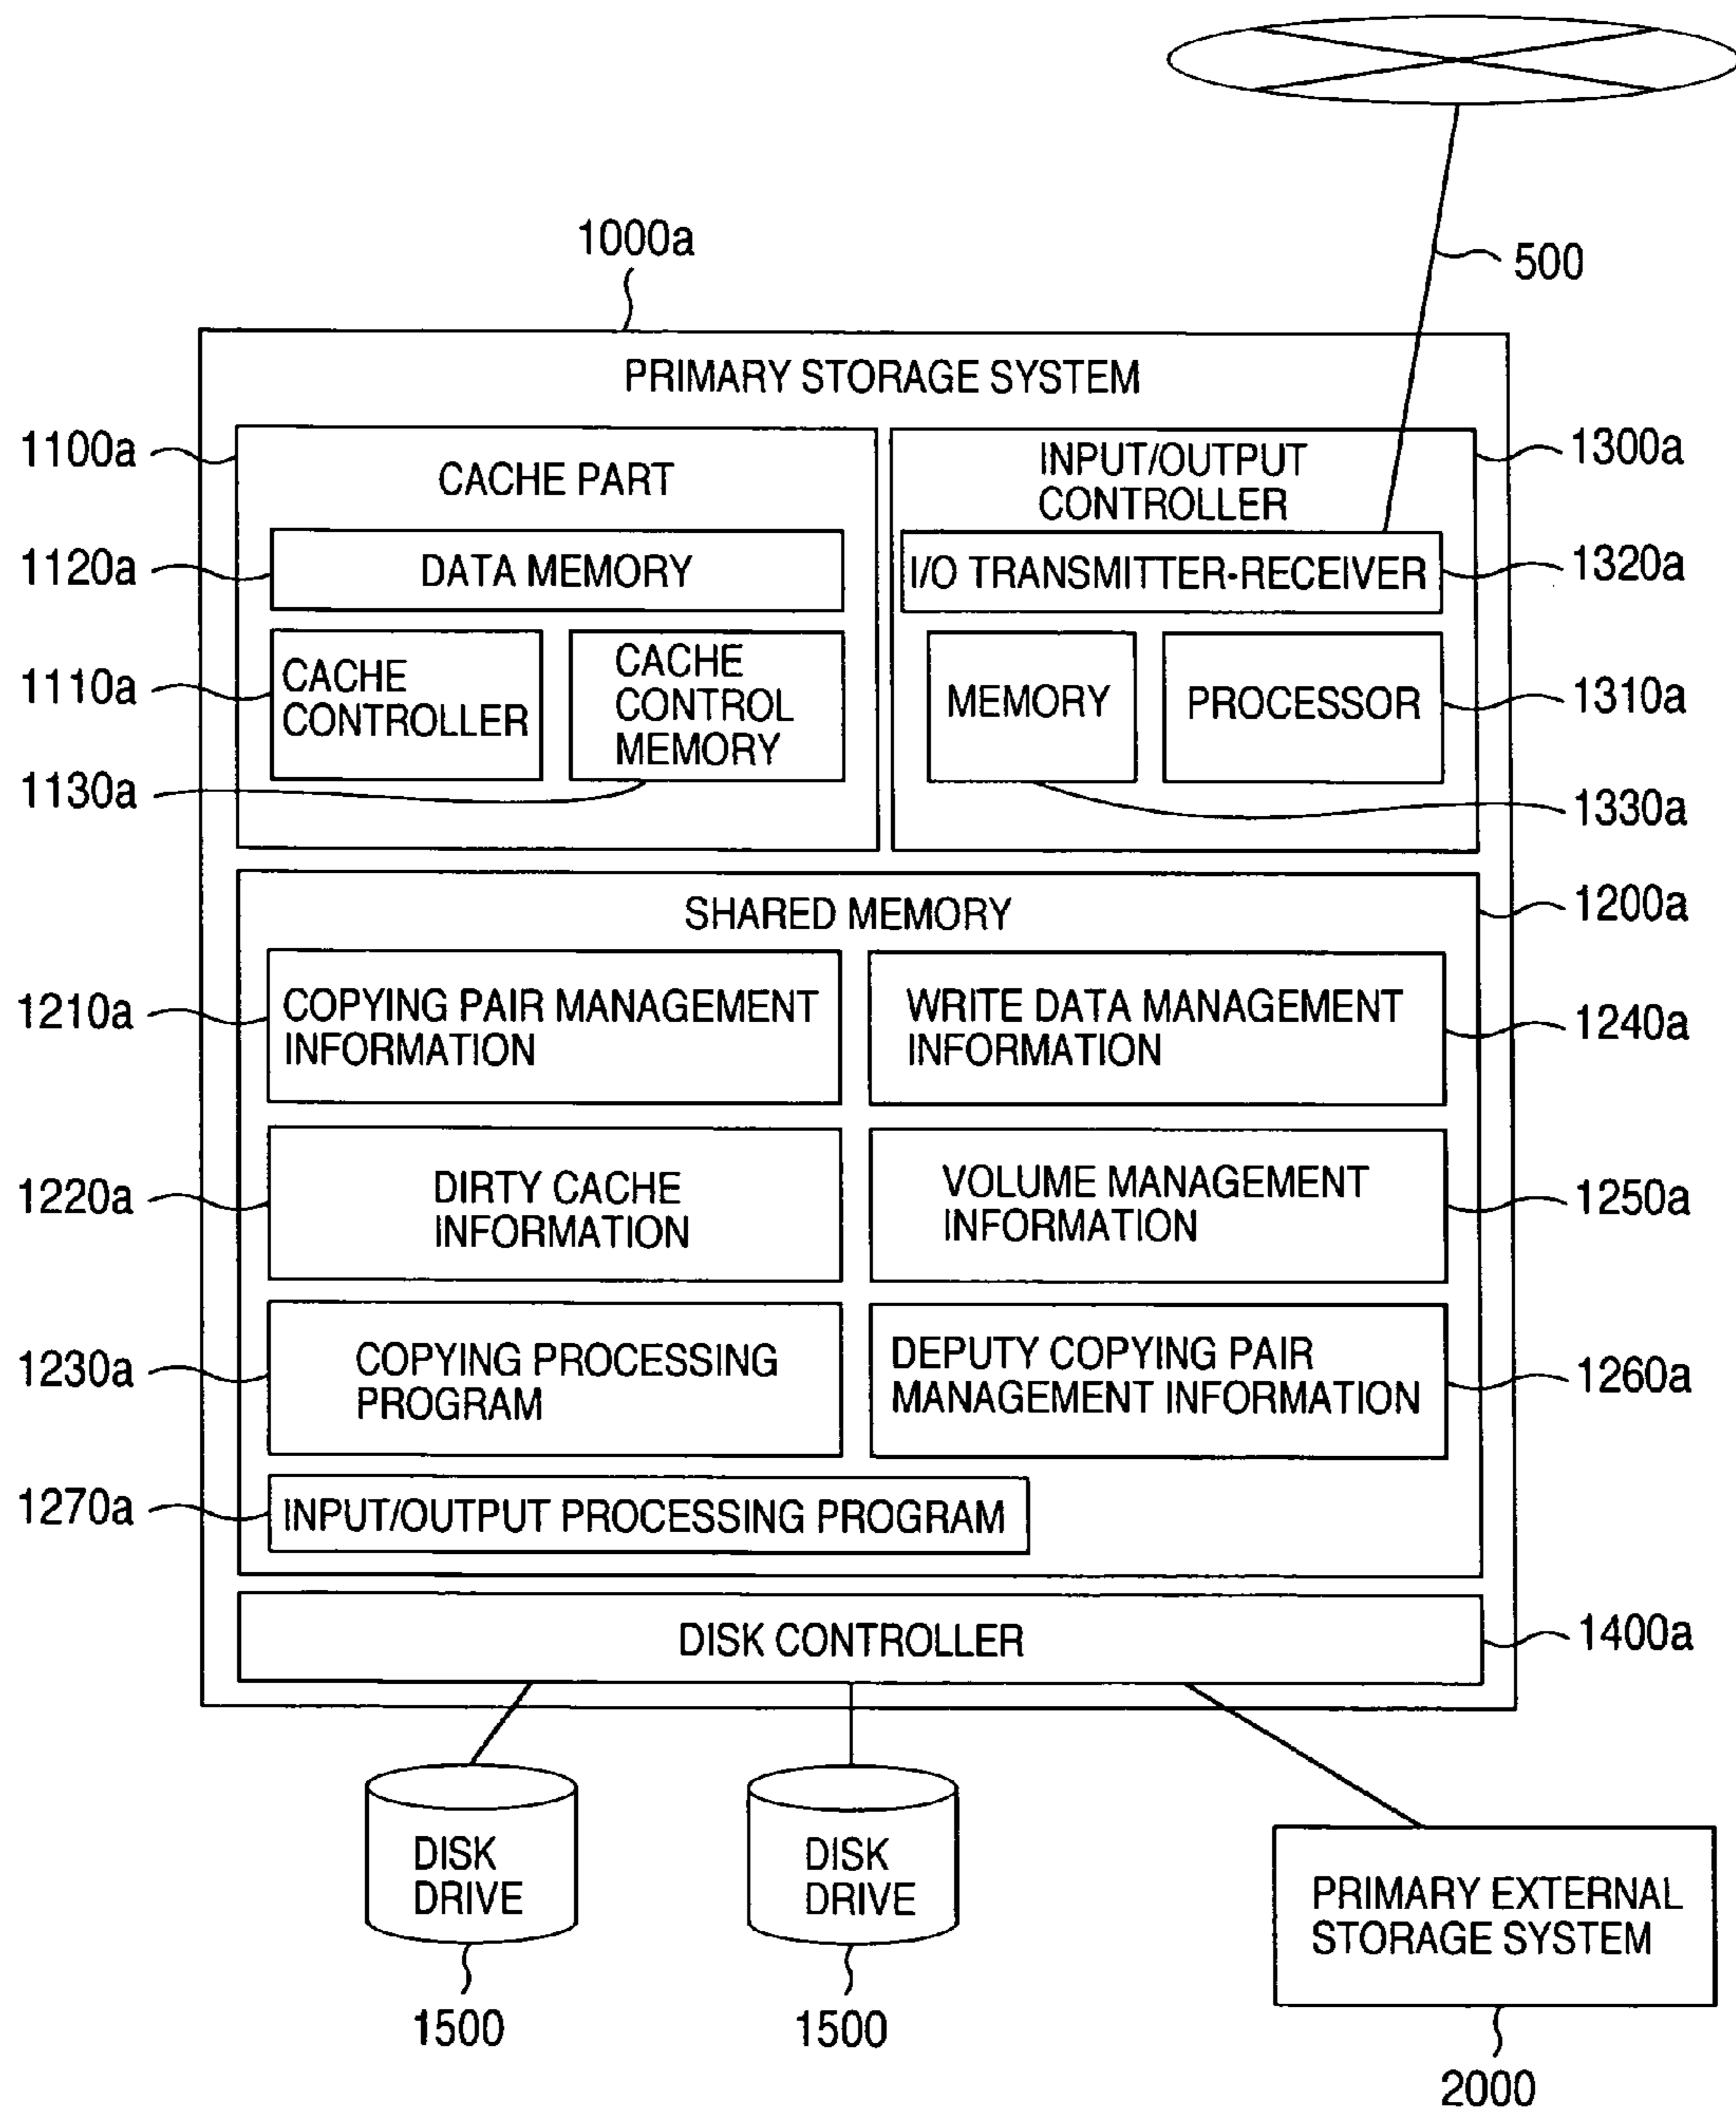 1000a
500
PRIMARY STORAGE SYSTEM
1100a
CACHE PART
1120a
DATA MEMORY
1110a
CACHE
CONTROLLER
CACHE
CONTROL
MEMORY
1130a
INPUT/OUTPUT
CONTROLLER
1300a
I/O TRANSMITTER-RECEIVER
1320a
MEMORY
PROCESSOR
1310a
1330a
SHARED MEMORY
1200a
1210a
COPYING PAIR MANAGEMENT
INFORMATION
WRITE DATA MANAGEMENT
INFORMATION
1240a
1220a
DIRTY CACHE
INFORMATION
VOLUME MANAGEMENT
INFORMATION
1250a
1230a
COPYING PROCESSING
PROGRAM
DEPUTY COPYING PAIR
MANAGEMENT INFORMATION
1260a
1270a
INPUT/OUTPUT PROCESSING PROGRAM
DISK CONTROLLER
1400a
DISK
DRIVE
1500
DISK
DRIVE
1500
PRIMARY EXTERNAL
STORAGE SYSTEM
2000